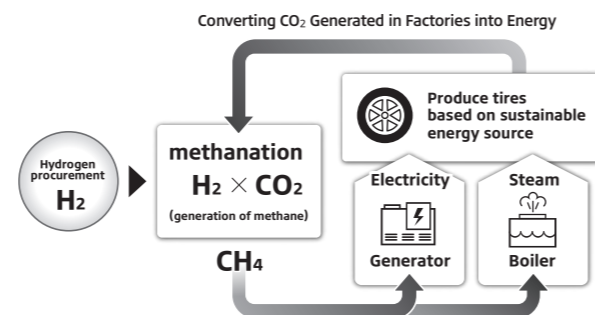 Converting CO₂ Generated in Factories into Energy
Produce tires
based on sustainable
energy source
Hydrogen
procurement
H₂
methanation
H₂ × CO₂
(generation of methane)
CH₄
Electricity
Generator
Steam
Boiler